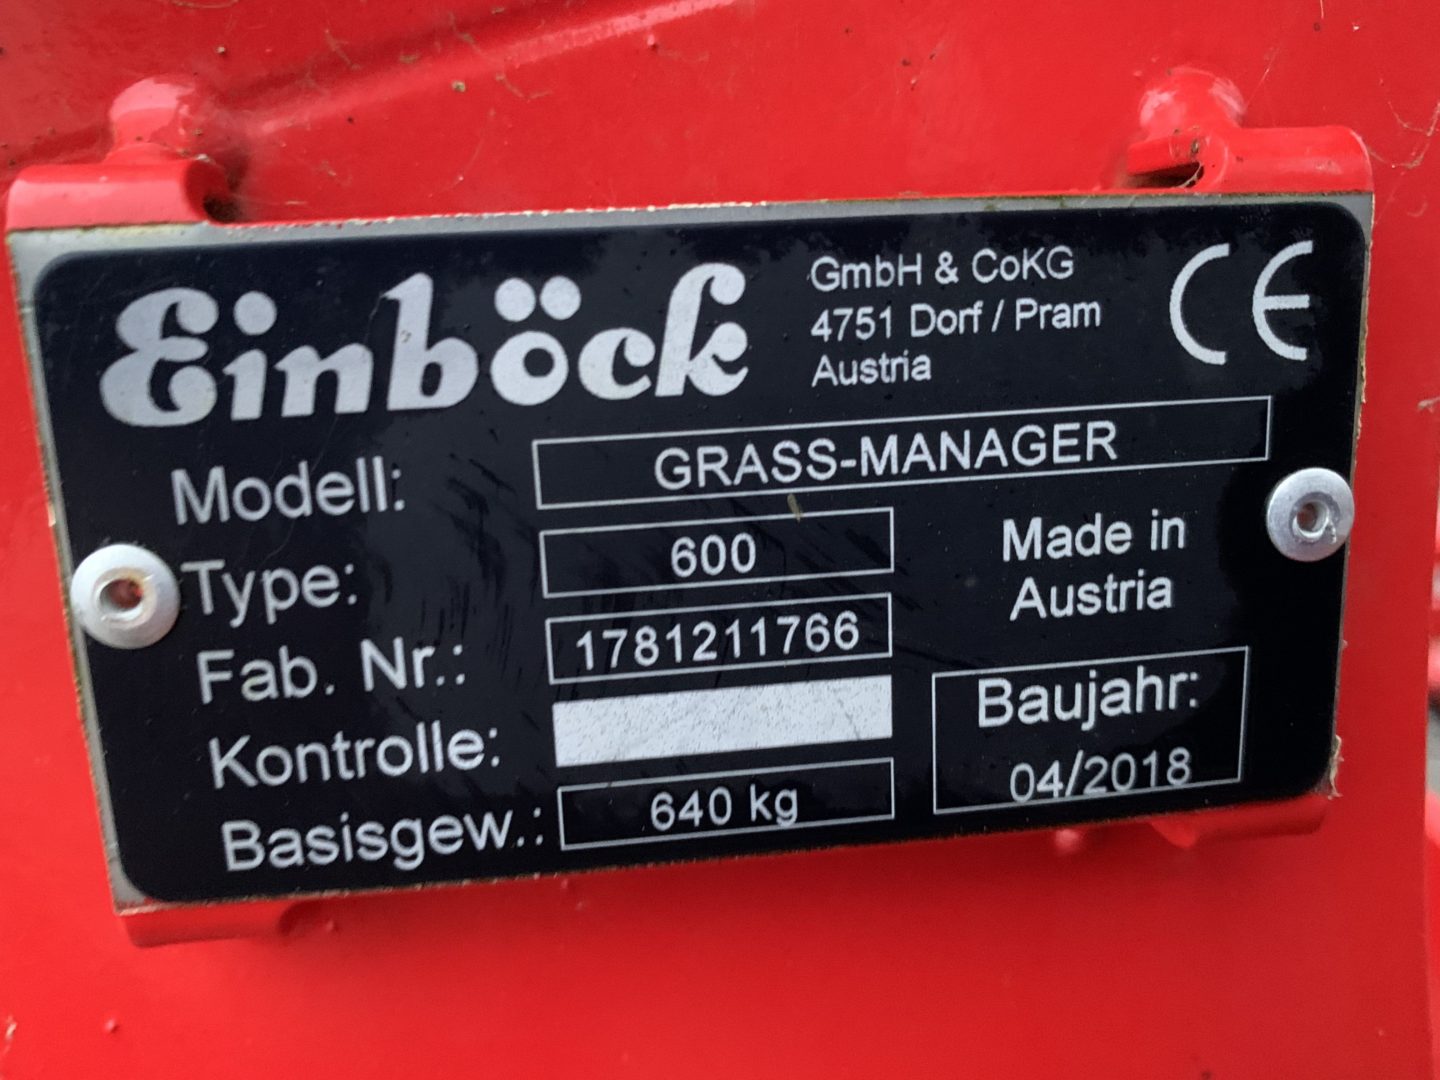 Einböck
GmbH & CoKG
4751 Dorf / Pram
Austria
CE
Modell: GRASS-MANAGER
Type: 600
Made in
Austria
Fab. Nr.: 1781211766
Kontrolle:
Baujahr:
04/2018
Basisgew.: 640 kg